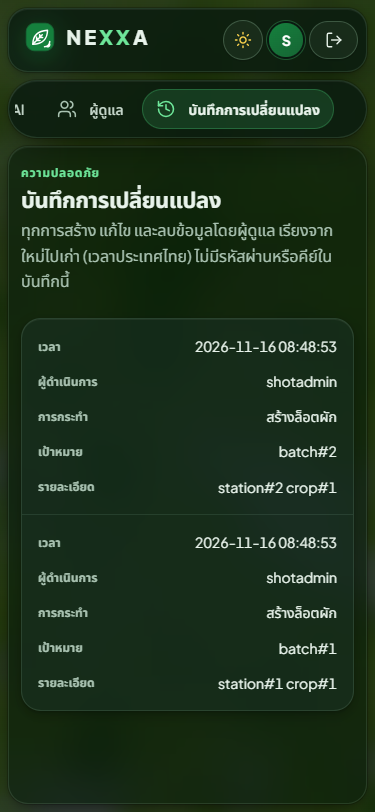 NEXXA
S
AI
ผู้ดูแล
บันทึกการเปลี่ยนแปลง
ความปลอดภัย
บันทึกการเปลี่ยนแปลง
ทุกการสร้าง แก้ไข และลบข้อมูลโดยผู้ดูแล เรียงจาก
ใหม่ไปเก่า (เวลาประเทศไทย) ไม่มีรหัสผ่านหรือคีย์ใน
บันทึกนี้
เวลา 2026-11-16 08:48:53
ผู้ดำเนินการ shotadmin
การกระทำ สร้างล็อตผัก
เป้าหมาย batch#2
รายละเอียด station#2 crop#1
เวลา 2026-11-16 08:48:53
ผู้ดำเนินการ shotadmin
การกระทำ สร้างล็อตผัก
เป้าหมาย batch#1
รายละเอียด station#1 crop#1